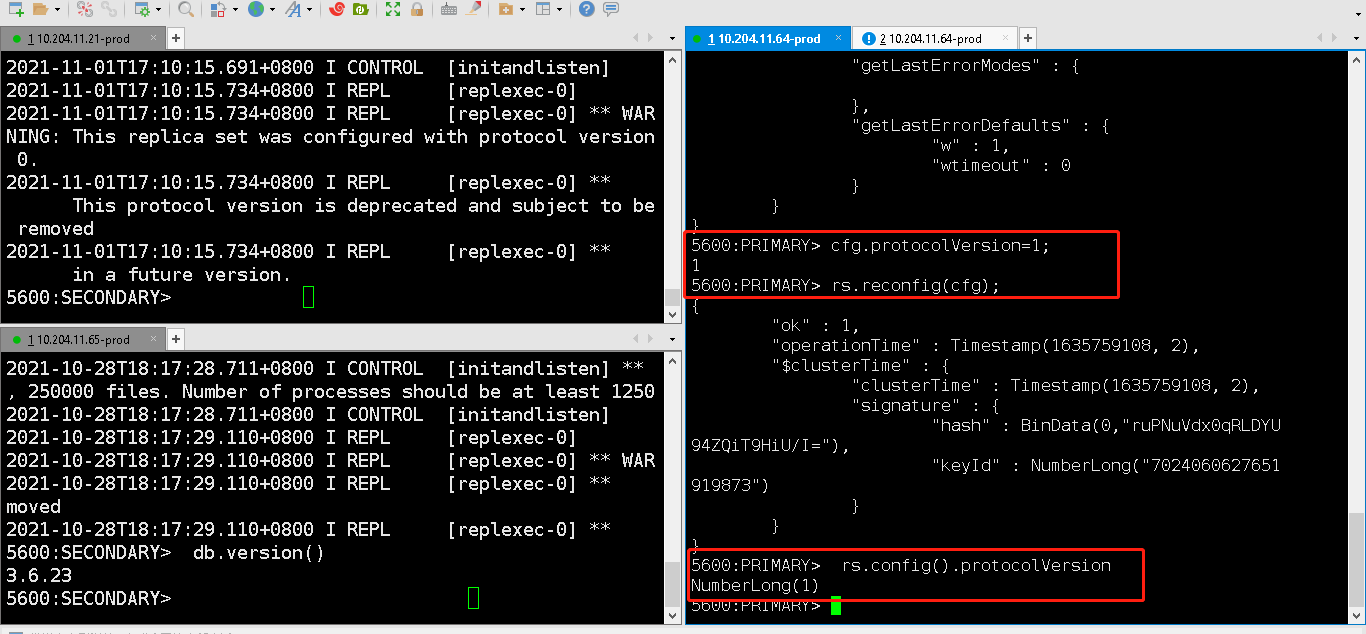 1 10.204.11.21-prod
2021-11-01T17:10:15.691+0800 I CONTROL  [initandlisten]
2021-11-01T17:10:15.734+0800 I REPL     [replexec-0]
2021-11-01T17:10:15.734+0800 I REPL     [replexec-0] ** WAR
NING: This replica set was configured with protocol version
 0.
2021-11-01T17:10:15.734+0800 I REPL     [replexec-0] **
      This protocol version is deprecated and subject to be
 removed
2021-11-01T17:10:15.734+0800 I REPL     [replexec-0] **
      in a future version.
5600:SECONDARY>
1 10.204.11.65-prod
2021-10-28T18:17:28.711+0800 I CONTROL  [initandlisten] **
, 250000 files. Number of processes should be at least 1250
2021-10-28T18:17:28.711+0800 I CONTROL  [initandlisten]
2021-10-28T18:17:29.110+0800 I REPL     [replexec-0]
2021-10-28T18:17:29.110+0800 I REPL     [replexec-0] ** WAR
2021-10-28T18:17:29.110+0800 I REPL     [replexec-0] **
moved
2021-10-28T18:17:29.110+0800 I REPL     [replexec-0] **
5600:SECONDARY>  db.version()
3.6.23
5600:SECONDARY>
1 10.204.11.64-prod
2 10.204.11.64-prod
"getLastErrorModes" : {
},
"getLastErrorDefaults" : {
"w" : 1,
"wtimeout" : 0
}
}
}
5600:PRIMARY> cfg.protocolVersion=1;
1
5600:PRIMARY> rs.reconfig(cfg);
{
"ok" : 1,
"operationTime" : Timestamp(1635759108, 2),
"$clusterTime" : {
"clusterTime" : Timestamp(1635759108, 2),
"signature" : {
"hash" : BinData(0,"ruPNuVdx0qRLDYU
94ZQiT9HiU/I="),
"keyId" : NumberLong("7024060627651
919873")
}
}
}
5600:PRIMARY>  rs.config().protocolVersion
NumberLong(1)
5600:PRIMARY>